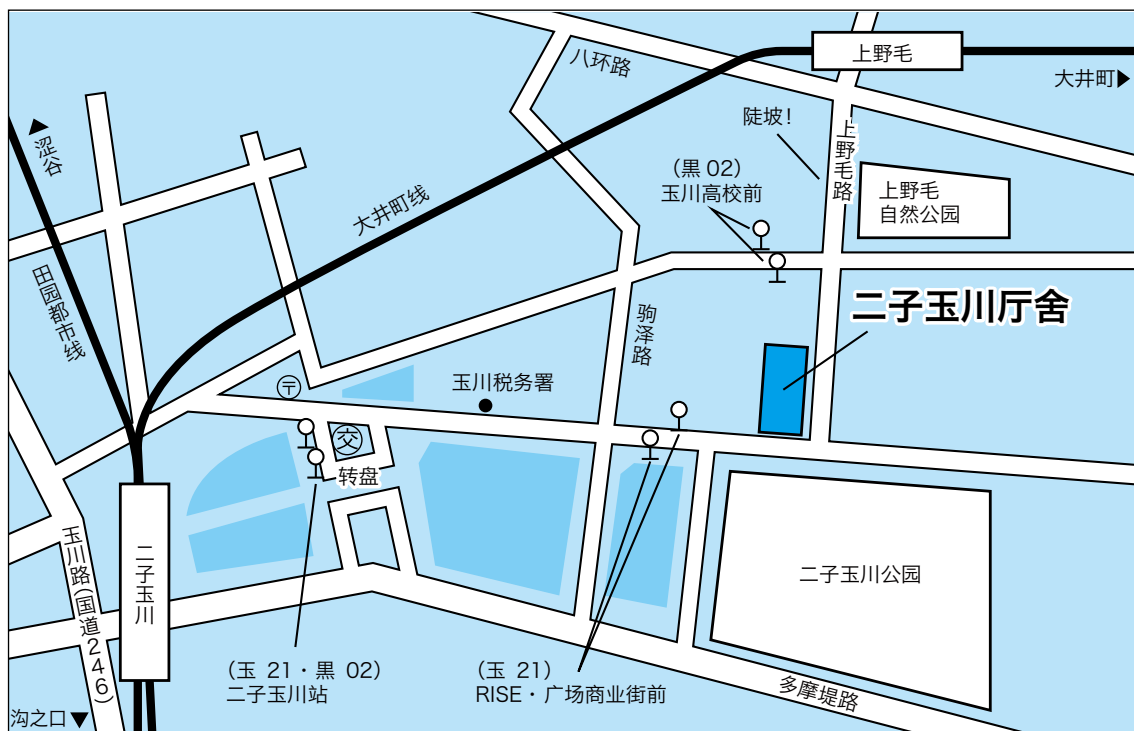 上野毛
八环路
大井町▶
陡坡！
▲涩谷
上野毛路
（黒 02）
玉川高校前
上野毛
自然公园
大井町线
田园都市线
二子玉川厅舍
驹泽路
玉川税务署
〒
交
转盘
二子玉川
玉川路（国道246）
二子玉川公园
（玉 21・黒 02）
二子玉川站
（玉 21）
RISE・广场商业街前
多摩堤路
沟之口▼